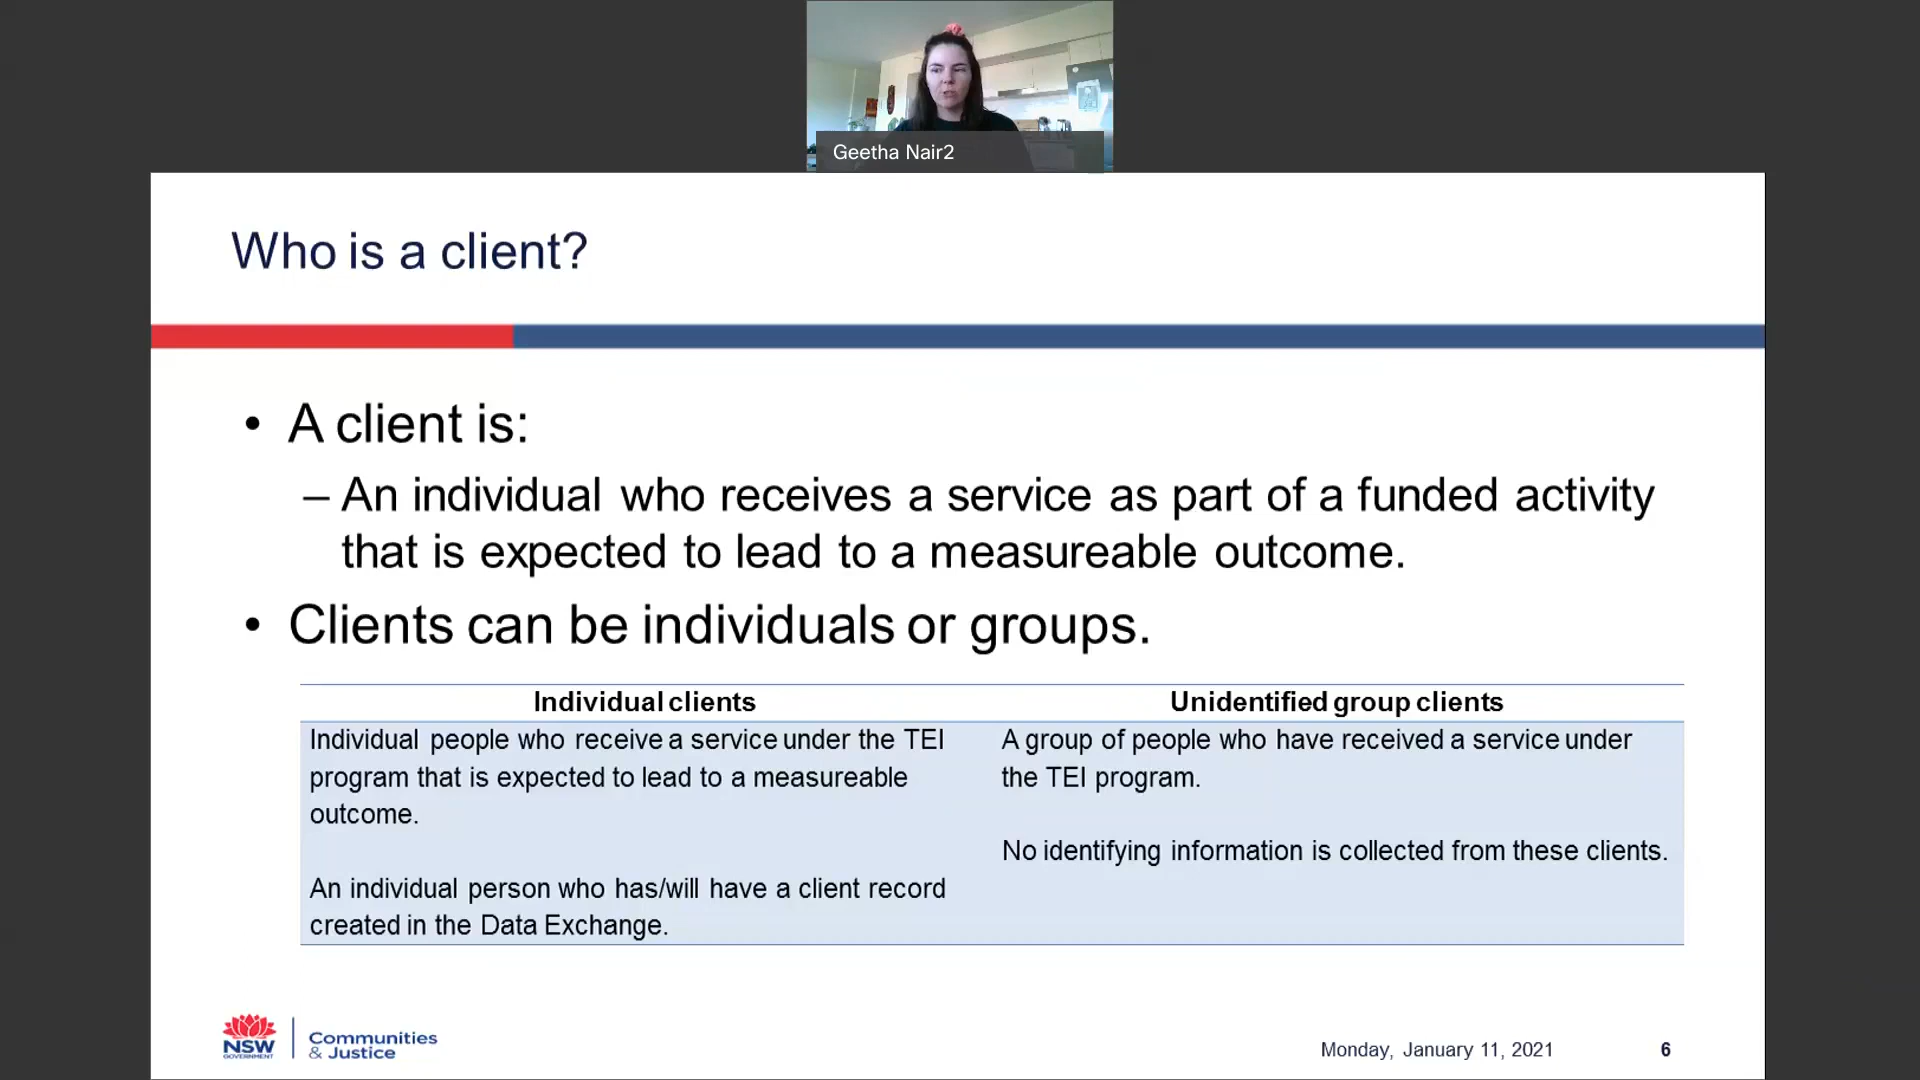 Geetha Nair2
Who is a client?
• A client is:
– An individual who receives a service as part of a funded activity
that is expected to lead to a measureable outcome.
• Clients can be individuals or groups.
Individual clients
Individual people who receive a service under the TEI
program that is expected to lead to a measureable
outcome.
An individual person who has/will have a client record
created in the Data Exchange.
Unidentified group clients
A group of people who have received a service under
the TEI program.
No identifying information is collected from these clients.
NSW
GOVERNMENT
Communities
& Justice
Monday, January 11, 2021
6